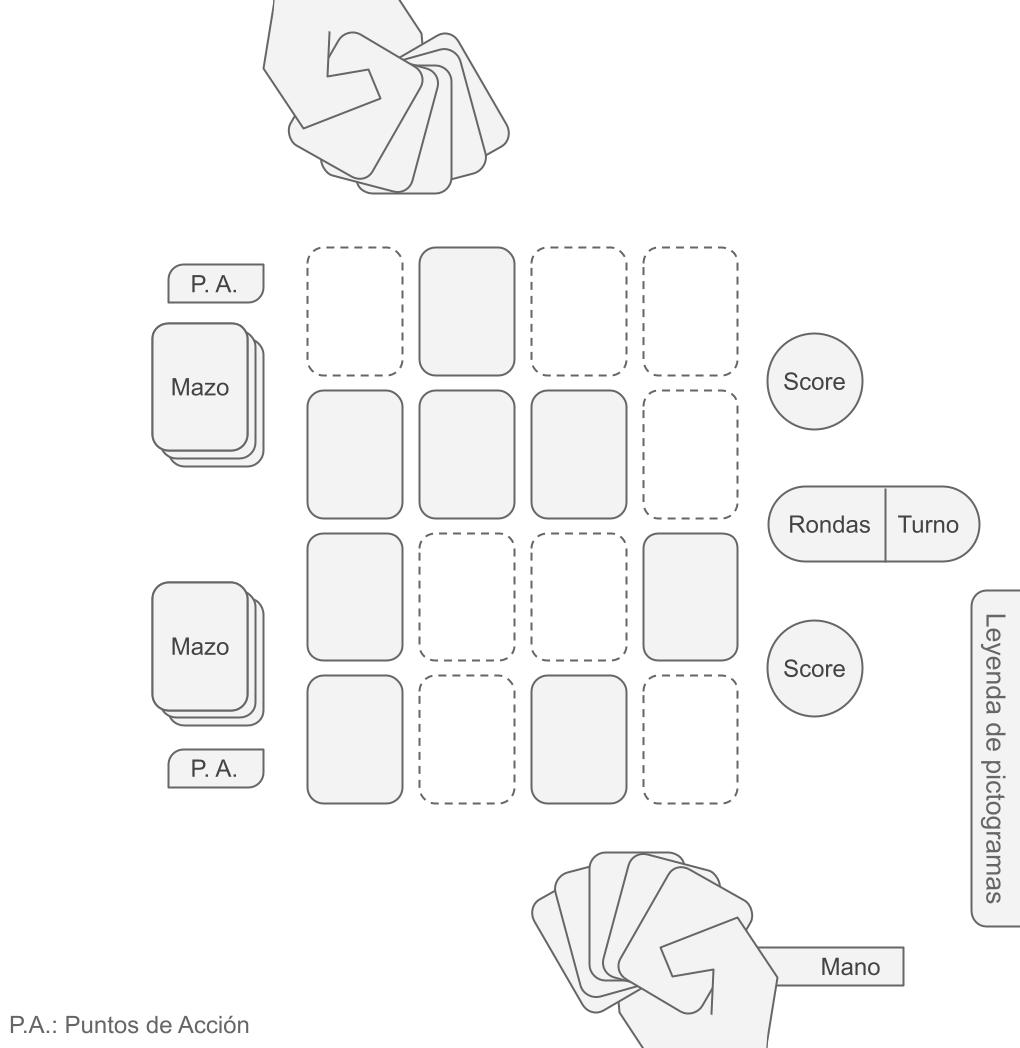 P. A.
Mazo
Score
Rondas
Turno
Mazo
Score
P. A.
Leyenda de pictogramas
Mano
P.A.: Puntos de Acción